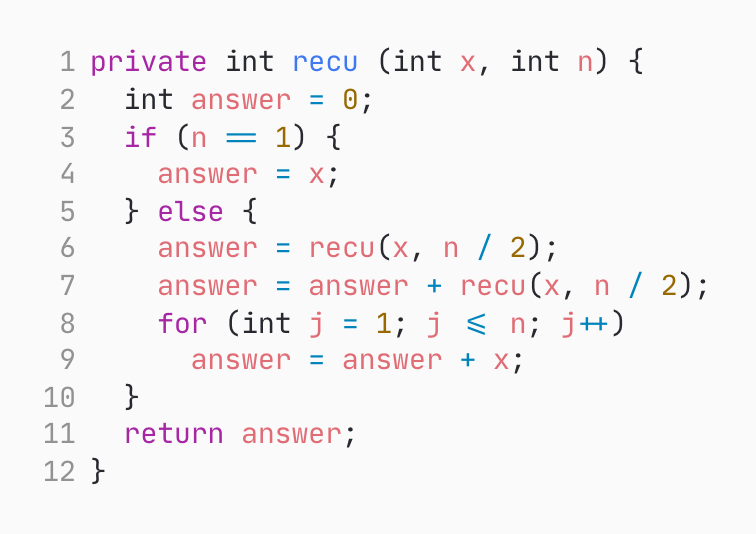 1 private int recu (int x, int n) {
2   int answer = 0;
3   if (n == 1) {
4     answer = x;
5   } else {
6     answer = recu(x, n / 2);
7     answer = answer + recu(x, n / 2);
8     for (int j = 1; j <= n; j++)
9       answer = answer + x;
10   }
11   return answer;
12 }